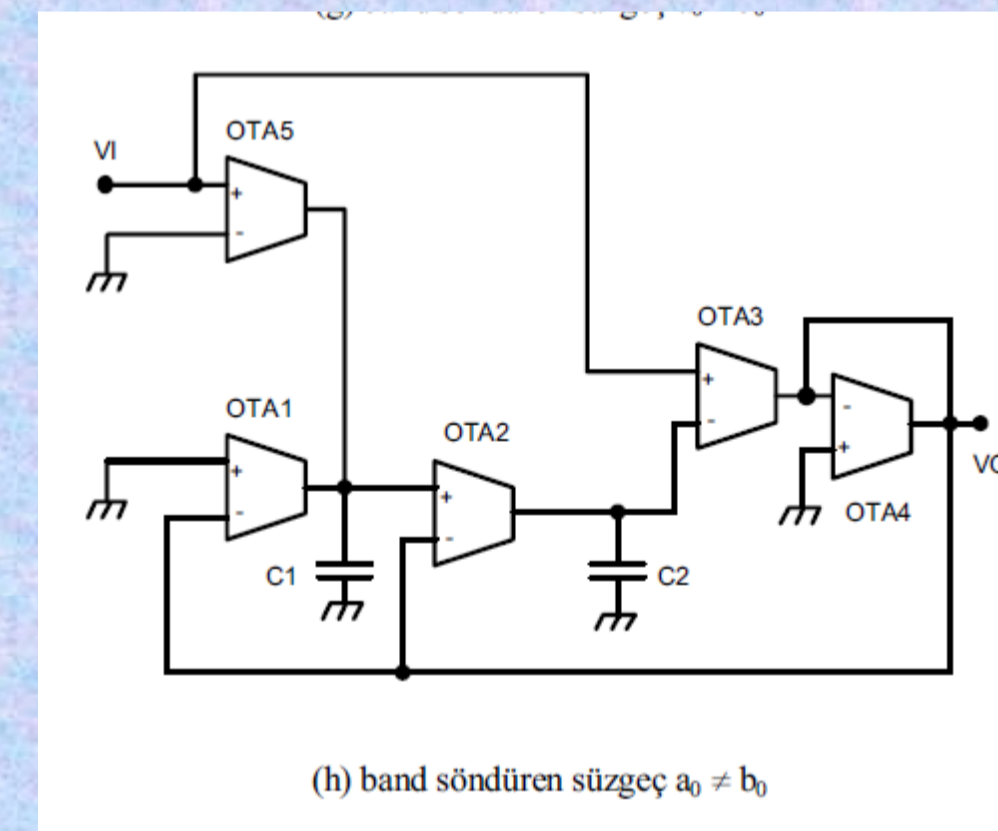 OTA5
VI
+
-
OTA3
+
-
OTA1
OTA2
-
+
+
-
+
-
OTA4
C1
C2
(h) band söndüren süzgeç a₀ ≠ b₀